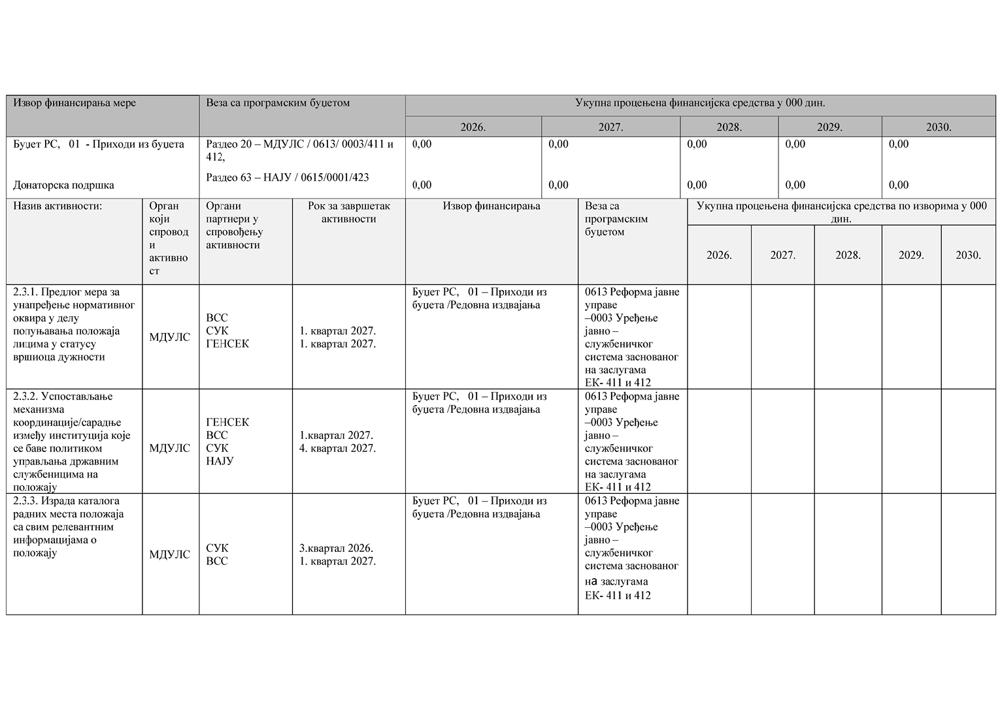 Извор финансирања мере
Веза са програмским буџетом
Укупна процењена финансијска средства у 000 дин.
2026.
2027.
2028.
2029.
2030.
Буџет РС, 01 - Приходи из буџета
Раздео 20 – МДУЛС / 0613/ 0003/411 и
412,
Раздео 63 – НАЈУ / 0615/0001/423
0,00
0,00
0,00
0,00
0,00
Донаторска подршка
0,00
0,00
0,00
0,00
0,00
Назив активности:
Орган
који
спровод
и
активно
ст
Органи
партнери у
спровођењу
активности
Рок за завршетак
активности
Извор финансирања
Веза са
програмским
буџетом
Укупна процењена финансијска средства по изворима у 000
дин.
2026.
2027.
2028.
2029.
2030.
2.3.1. Предлог мера за
унапређење нормативног
оквира у делу
попуњавања положаја
лицима у статусу
вршиоца дужности
МДУЛС
ВСС
СУК
ГЕНСЕК
1. квартал 2027.
1. квартал 2027.
Буџет РС, 01 – Приходи из
буџета /Редовна издвајања
0613 Реформа јавне
управе
–0003 Уређење
јавно –
службеничког
система заснованог
на заслугама
ЕК- 411 и 412
2.3.2. Успостављање
механизма
координације/сарадње
између институција које
се баве политиком
управљања државним
службеницима на
положају
МДУЛС
ГЕНСЕК
ВСС
СУК
НАЈУ
1.квартал 2027.
4. квартал 2027.
Буџет РС, 01 – Приходи из
буџета /Редовна издвајања
0613 Реформа јавне
управе
–0003 Уређење
јавно –
службеничког
система заснованог
на заслугама
ЕК- 411 и 412
2.3.3. Израда каталога
радних места положаја
са свим релевантним
информацијама о
положају
МДУЛС
СУК
ВСС
3.квартал 2026.
1. квартал 2027.
Буџет РС, 01 – Приходи из
буџета /Редовна издвајања
0613 Реформа јавне
управе
–0003 Уређење
јавно –
службеничког
система заснованог
на заслугама
ЕК- 411 и 412